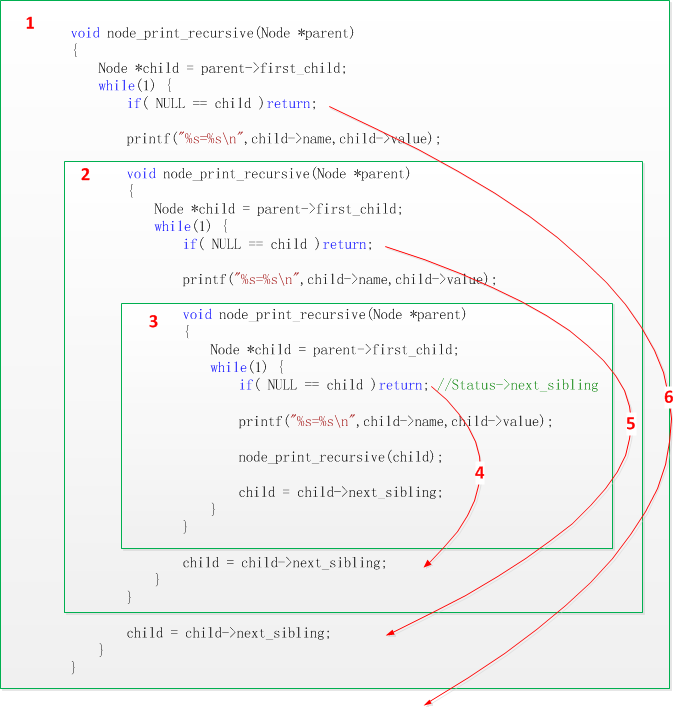 1
void node_print_recursive(Node *parent)
{
Node *child = parent->first_child;
while(1) {
if( NULL == child )return;
printf("%s=%s\n",child->name,child->value);
2
void node_print_recursive(Node *parent)
{
Node *child = parent->first_child;
while(1) {
if( NULL == child )return;
printf("%s=%s\n",child->name,child->value);
3
void node_print_recursive(Node *parent)
{
Node *child = parent->first_child;
while(1) {
if( NULL == child )return; //Status->next_sibling
6
printf("%s=%s\n",child->name,child->value);
5
node_print_recursive(child);
4
child = child->next_sibling;
}
}
child = child->next_sibling;
}
}
child = child->next_sibling;
}
}